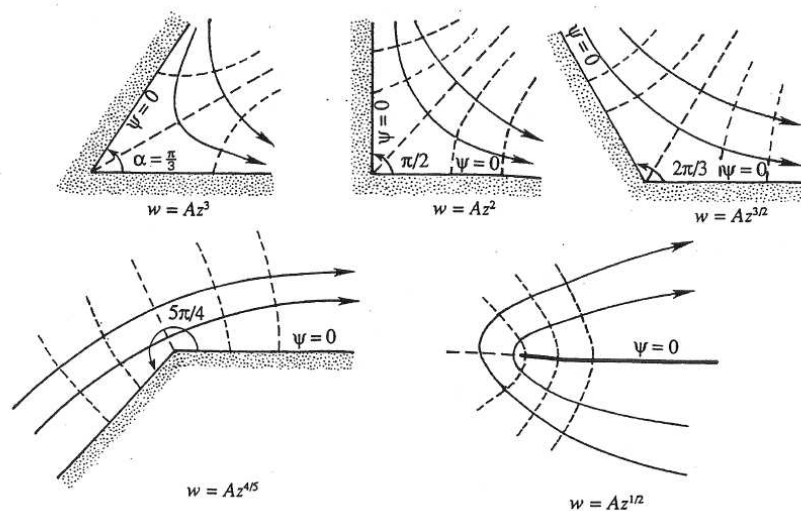 ψ = 0
α = π/3
w = Az³
ψ = 0
π/2
ψ = 0
w = Az²
ψ = 0
2π/3
ψ = 0
w = Az^{3/2}
5π/4
ψ = 0
w = Az^{4/5}
ψ = 0
w = Az^{1/2}